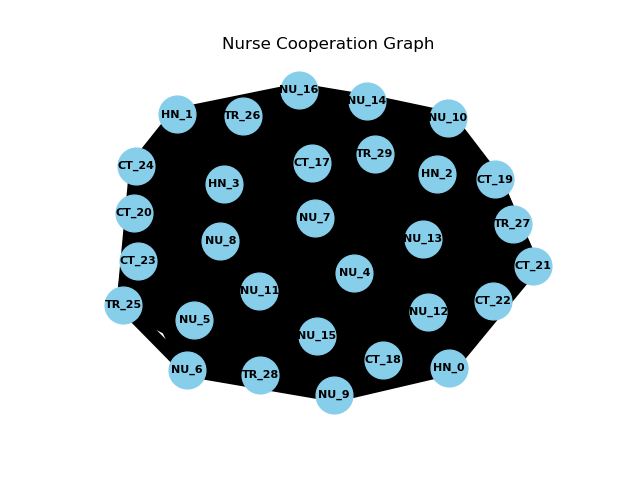 Nurse Cooperation Graph
NU_16
NU_14
HN_1
TR_26
NU_10
TR_29
CT_17
CT_24
HN_2
CT_19
HN_3
CT_20
NU_7
TR_27
NU_13
NU_8
CT_23
CT_21
NU_4
NU_11
CT_22
TR_25
NU_12
NU_5
NU_15
CT_18
HN_0
NU_6
TR_28
NU_9